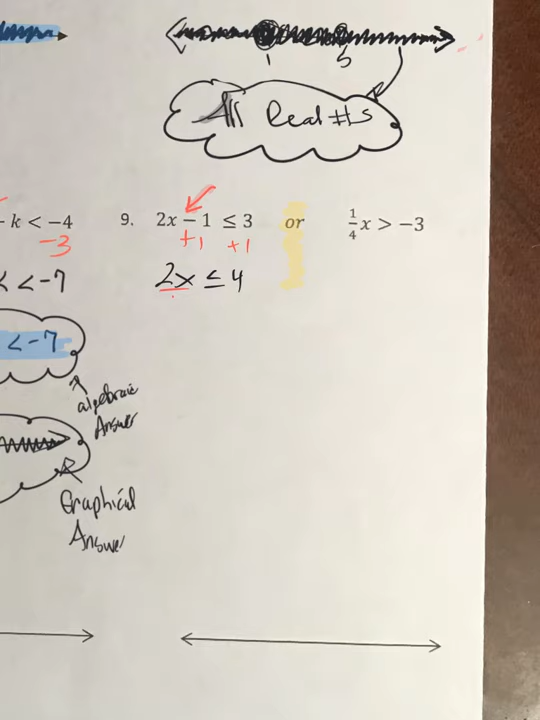 1 5
All Real #s
- k < −4
−3
< < −7
< −7
algebraic
Answer
Graphical
Answer
9. 2x − 1 ≤ 3 or 1/4 x > −3
+1 +1
2x ≤ 4